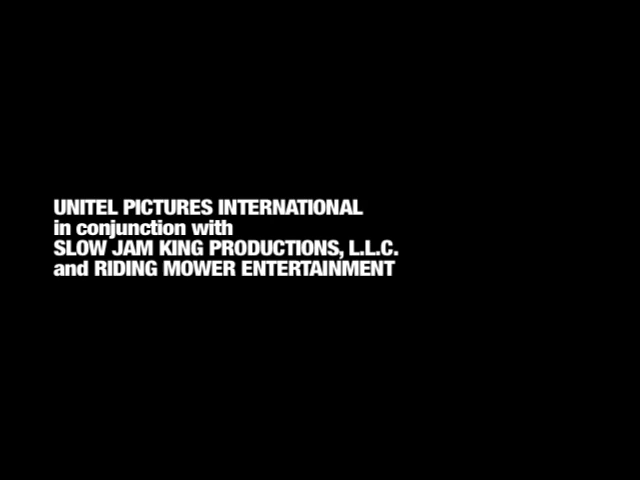 UNITEL PICTURES INTERNATIONAL
in conjunction with
SLOW JAM KING PRODUCTIONS, L.L.C.
and RIDING MOWER ENTERTAINMENT